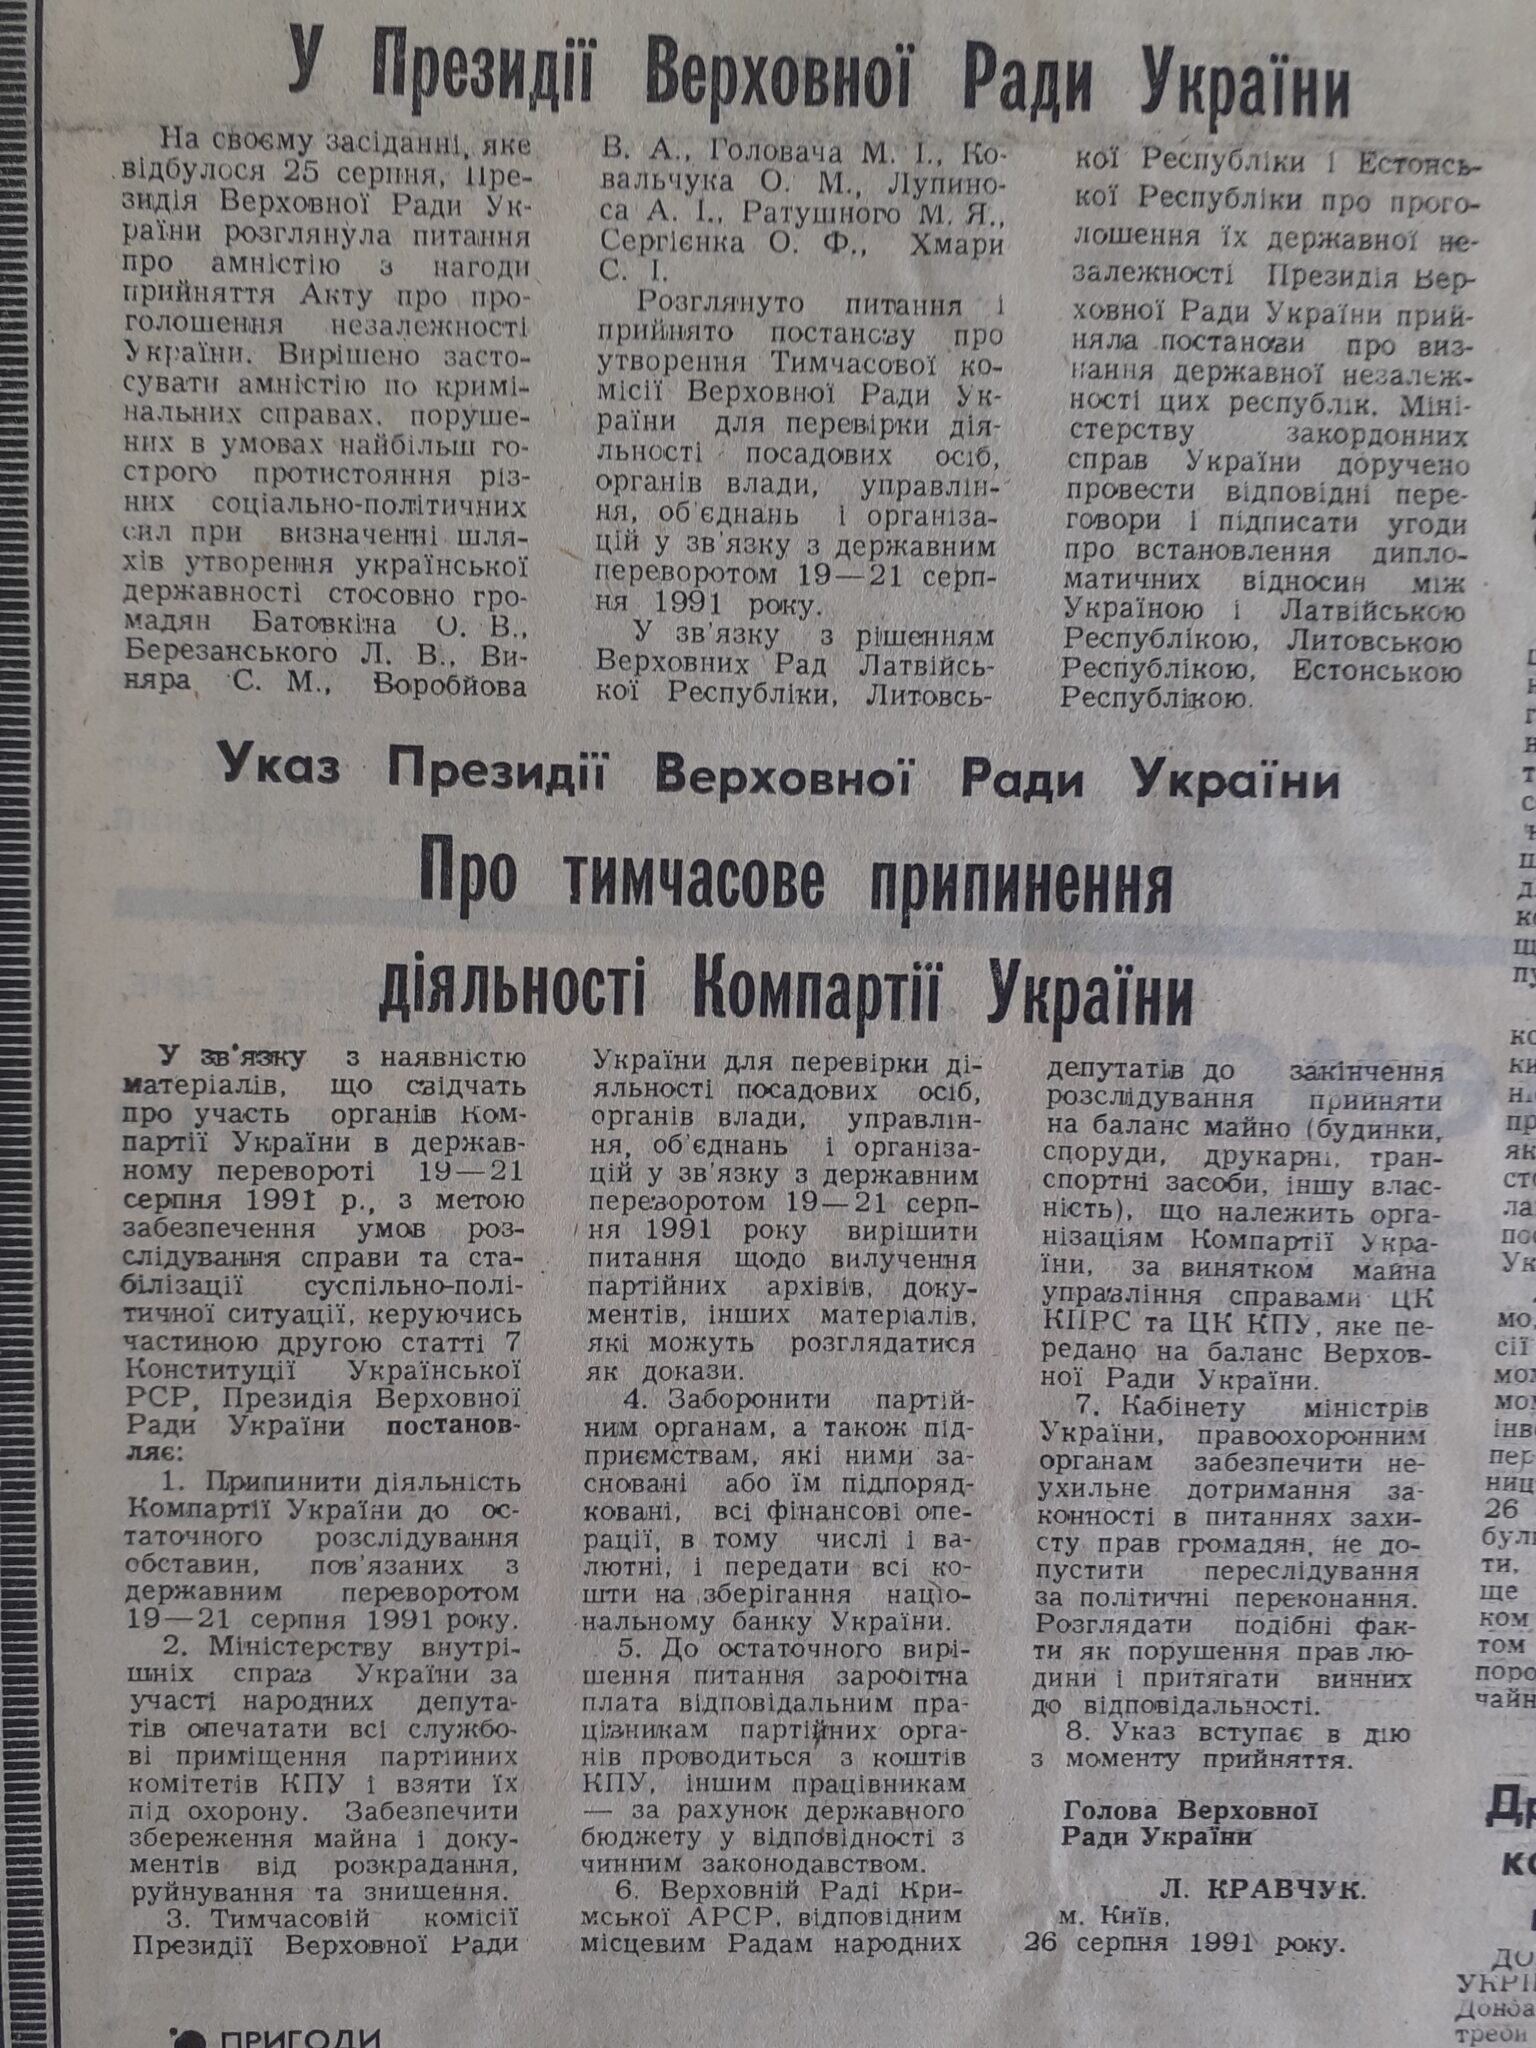 У Президії Верховної Ради України
На своєму засіданні, яке
відбулося 25 серпня, Пре-
зидія Верховної Ради Ук-
раїни розглянула питання
про амністію з нагоди
прийняття Акту про про-
голошення незалежності
України. Вирішено засто-
сувати амністію по кримі-
нальних справах, поруше-
них в умовах найбільш го-
строго протистояння різ-
них соціально-політичних
сил при визначенні шля-
хів утворення української
державності стосовно гро-
мадян Батовкіна О. В.,
Березанського Л. В., Ви-
няра С. М., Воробйова
В. А., Головача М. І., Ко-
вальчука О. М., Лупино-
са А. І., Ратушного М. Я.,
Сергієнка О. Ф., Хмари
С. І.
Розглянуто питання і
прийнято постанову про
утворення Тимчасової ко-
місії Верховної Ради Ук-
раїни для перевірки дія-
льності посадових осіб,
органів влади, управлін-
ня, об'єднань і організа-
цій у зв'язку з державним
переворотом 19—21 серп-
ня 1991 року.
У зв'язку з рішенням
Верховних Рад Латвійсь-
кої Республіки, Литовсь-
кої Республіки і Естонсь-
кої Республіки про прого-
лошення їх державної не-
залежності Президія Вер-
ховної Ради України прий-
няла постанови про виз-
нання державної незалеж-
ності цих республік. Міні-
стерству закордонних
справ України доручено
провести відповідні пере-
говори і підписати угоди
про встановлення дипло-
матичних відносин між
Україною і Латвійською
Республікою, Литовською
Республікою, Естонською
Республікою.
Указ Президії Верховної Ради України
Про тимчасове припинення
діяльності Компартії України
У зв'язку з наявністю
матеріалів, що свідчать
про участь органів Ком-
партії України в держав-
ному перевороті 19—21
серпня 1991 р., з метою
забезпечення умов роз-
слідування справи та ста-
білізації суспільно-полі-
тичної ситуації, керуючись
частиною другою статті 7
Конституції Української
РСР, Президія Верховної
Ради України постанов-
ляє:
1. Припинити діяльність
Компартії України до ос-
таточного розслідування
обставин, пов'язаних з
державним переворотом
19—21 серпня 1991 року.
2. Міністерству внутрі-
шніх справ України за
участі народних депута-
тів опечатати всі службо-
ві приміщення партійних
комітетів КПУ і взяти їх
під охорону. Забезпечити
збереження майна і доку-
ментів від розкрадання,
руйнування та знищення.
3. Тимчасовій комісії
Президії Верховної Ради
України для перевірки ді-
яльності посадових осіб,
органів влади, управлін-
ня, об'єднань і організа-
цій у зв'язку з державним
переворотом 19—21 серп-
ня 1991 року вирішити
питання щодо вилучення
партійних архівів, доку-
ментів, інших матеріалів,
які можуть розглядатися
як докази.
4. Заборонити партій-
ним органам, а також під-
приємствам, які ними за-
сновані або їм підпоряд-
ковані, всі фінансові опе-
рації, в тому числі і ва-
лютні, і передати всі ко-
шти на зберігання націо-
нальному банку України.
5. До остаточного вирі-
шення питання заробітна
плата відповідальним пра-
цівникам партійних орга-
нів проводиться з коштів
КПУ, іншим працівникам
— за рахунок державного
бюджету у відповідності з
чинним законодавством.
6. Верховній Раді Кри-
мської АРСР, відповідним
місцевим Радам народних
депутатів до закінчення
розслідування прийняти
на баланс майно (будинки,
споруди, друкарні, тран-
спортні засоби, іншу влас-
ність), що належить орга-
нізаціям Компартії Укра-
їни, за винятком майна
управління справами ЦК
КПРС та ЦК КПУ, яке пе-
редано на баланс Верхов-
ної Ради України.
7. Кабінету міністрів
України, правоохоронним
органам забезпечити не-
ухильне дотримання за-
конності в питаннях захи-
сту прав громадян, не до-
пустити переслідування
за політичні переконання.
Розглядати подібні фак-
ти як порушення прав лю-
дини і притягати винних
до відповідальності.
8. Указ вступає в дію
з моменту прийняття.
Голова Верховної
Ради України
Л. КРАВЧУК.
м. Київ,
26 серпня 1991 року.
ПРИГОДИ